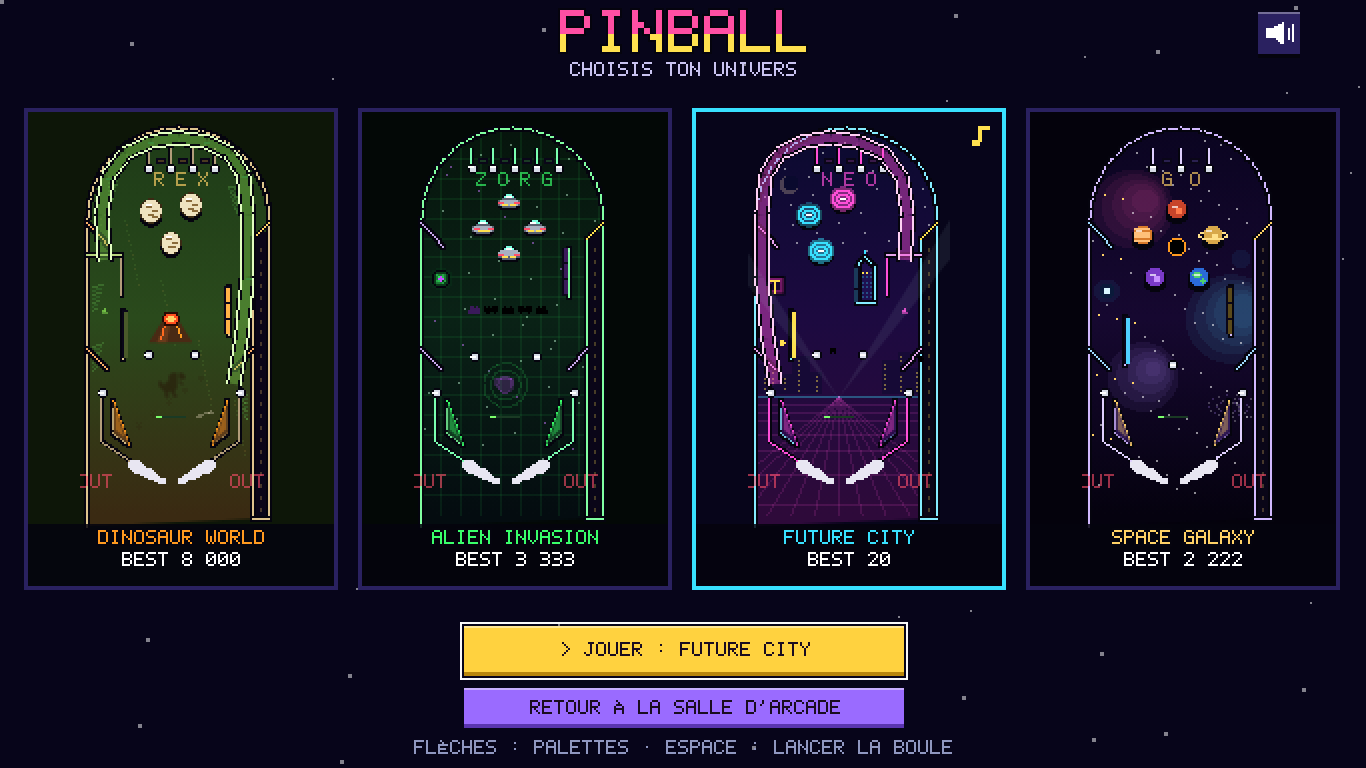 PINBALL
CHOISIS TON UNIVERS
REX
ZORG
NEO
GO
T
OUT OUT
OUT OUT
OUT OUT
OUT OUT
DINOSAUR WORLD
BEST 8 000
ALIEN INVASION
BEST 3 333
FUTURE CITY
BEST 20
SPACE GALAXY
BEST 2 222
> JOUER : FUTURE CITY
RETOUR À LA SALLE D'ARCADE
FLÈCHES : PALETTES · ESPACE : LANCER LA BOULE